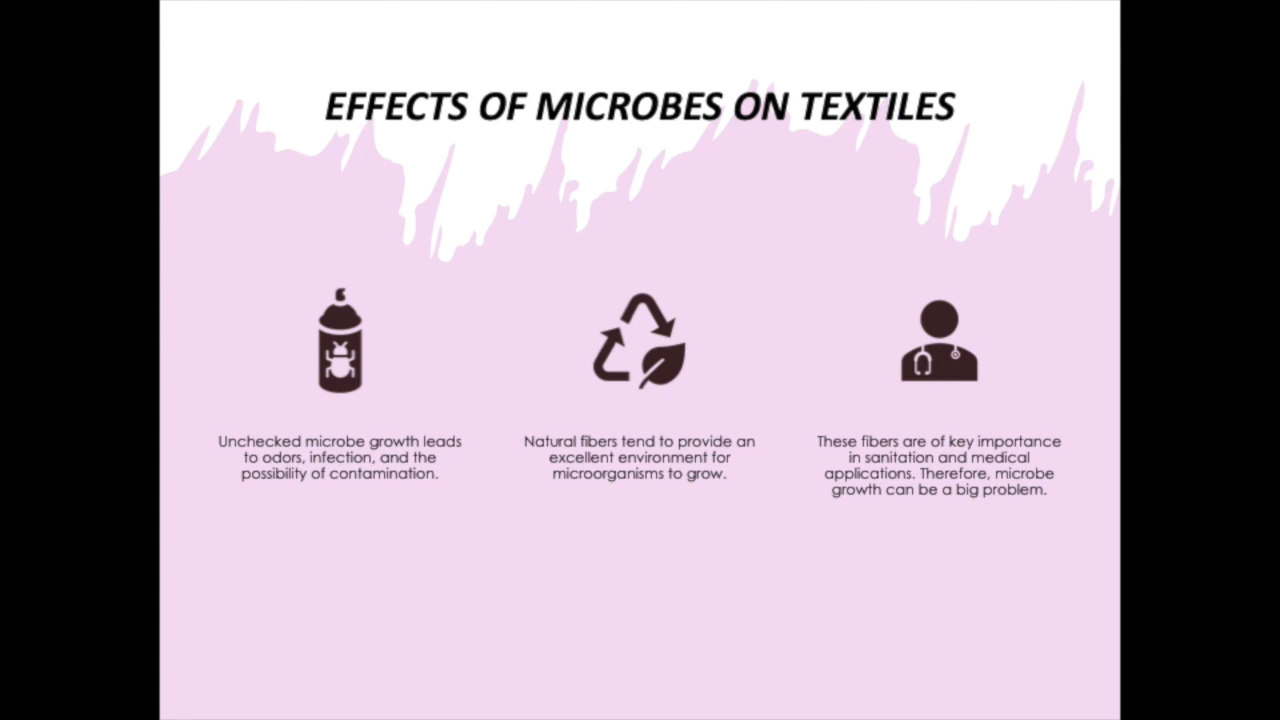 EFFECTS OF MICROBES ON TEXTILES
Unchecked microbe growth leads
to odors, infection, and the
possibility of contamination.
Natural fibers tend to provide an
excellent environment for
microorganisms to grow.
These fibers are of key importance
in sanitation and medical
applications. Therefore, microbe
growth can be a big problem.